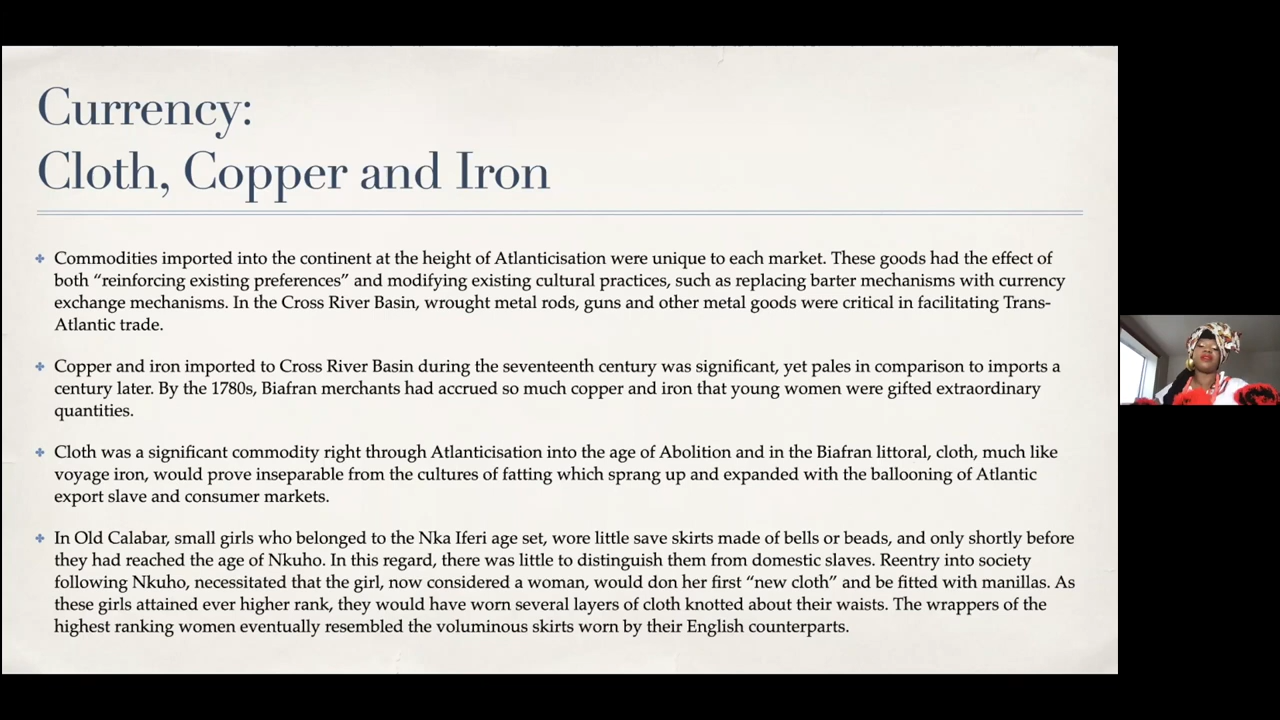 Currency:
Cloth, Copper and Iron
Commodities imported into the continent at the height of Atlanticisation were unique to each market. These goods had the effect of
both “reinforcing existing preferences” and modifying existing cultural practices, such as replacing barter mechanisms with currency
exchange mechanisms. In the Cross River Basin, wrought metal rods, guns and other metal goods were critical in facilitating Trans-
Atlantic trade.
Copper and iron imported to Cross River Basin during the seventeenth century was significant, yet pales in comparison to imports a
century later. By the 1780s, Biafran merchants had accrued so much copper and iron that young women were gifted extraordinary
quantities.
Cloth was a significant commodity right through Atlanticisation into the age of Abolition and in the Biafran littoral, cloth, much like
voyage iron, would prove inseparable from the cultures of fatting which sprang up and expanded with the ballooning of Atlantic
export slave and consumer markets.
In Old Calabar, small girls who belonged to the Nka Iferi age set, wore little save skirts made of bells or beads, and only shortly before
they had reached the age of Nkuho. In this regard, there was little to distinguish them from domestic slaves. Reentry into society
following Nkuho, necessitated that the girl, now considered a woman, would don her first “new cloth” and be fitted with manillas. As
these girls attained ever higher rank, they would have worn several layers of cloth knotted about their waists. The wrappers of the
highest ranking women eventually resembled the voluminous skirts worn by their English counterparts.